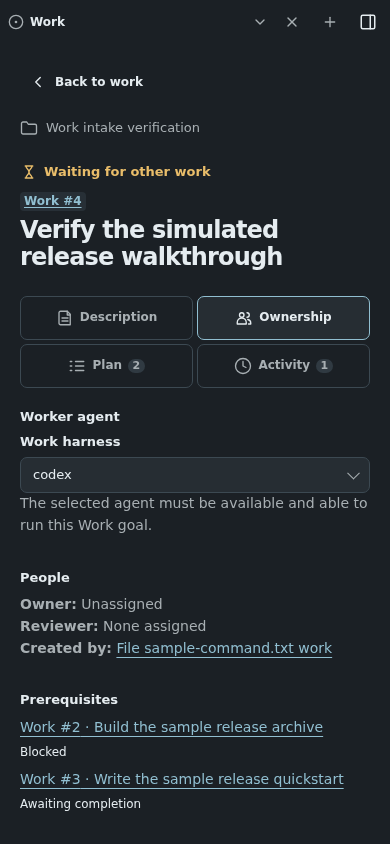 Work
Back to work
Work intake verification
Waiting for other work
Work #4
Verify the simulated
release walkthrough
Description
Ownership
Plan 2
Activity 1
Worker agent
Work harness
codex
The selected agent must be available and able to
run this Work goal.
People
Owner: Unassigned
Reviewer: None assigned
Created by: File sample-command.txt work
Prerequisites
Work #2 · Build the sample release archive
Blocked
Work #3 · Write the sample release quickstart
Awaiting completion